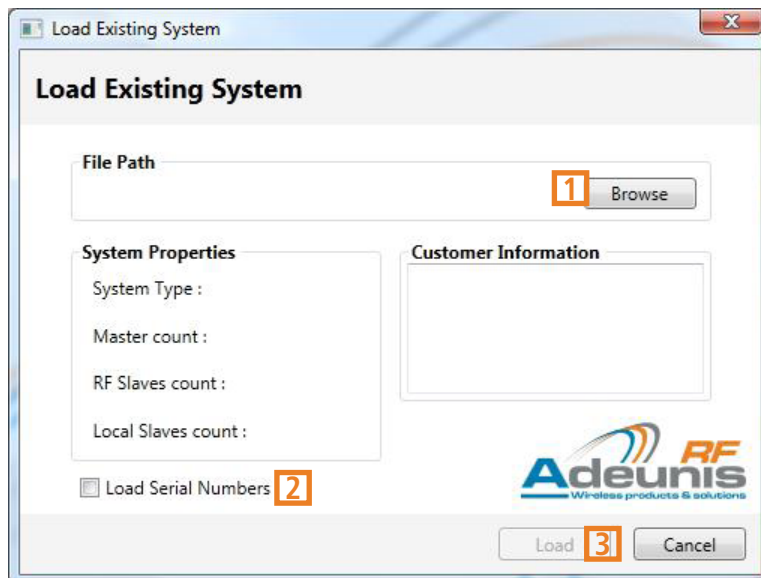 Load Existing System
Load Existing System
File Path
1 Browse
System Properties
System Type :
Master count :
RF Slaves count :
Local Slaves count :
Customer Information
Load Serial Numbers 2
Adeunis RF
Wireless products & solutions
Load 3 Cancel